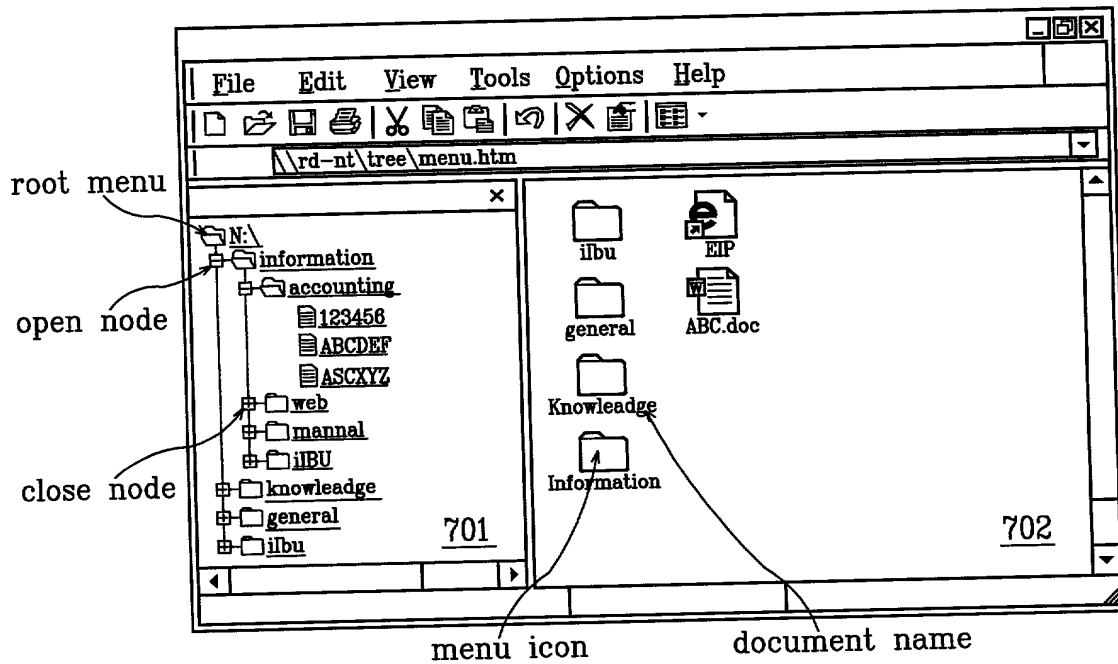 File Edit View Tools Options Help
\\rd-nt\tree\menu.htm
root menu
N:\
information
open node
accounting
123456
ABCDEF
ASCXYZ
web
mannal
iIBU
close node
knowleadge
general
iIbu
701
iIbu
EIP
general
ABC.doc
Knowleadge
Information
702
menu icon
document name